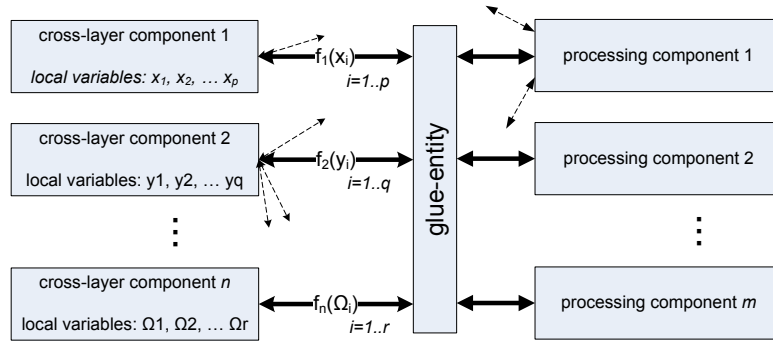 cross-layer component 1
local variables: x₁, x₂, … xₚ
f₁(xᵢ)
i=1..p
cross-layer component 2
local variables: y1, y2, … yq
f₂(yᵢ)
i=1..q
cross-layer component n
local variables: Ω1, Ω2, … Ωr
fₙ(Ωᵢ)
i=1..r
glue-entity
processing component 1
processing component 2
processing component m